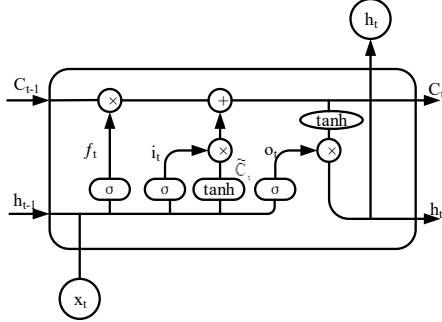 h_t
C_{t-1}
×
+
C_t
tanh
f_t
i_t
×
C̃_t
o_t
×
σ
σ
tanh
σ
h_{t-1}
h_t
x_t